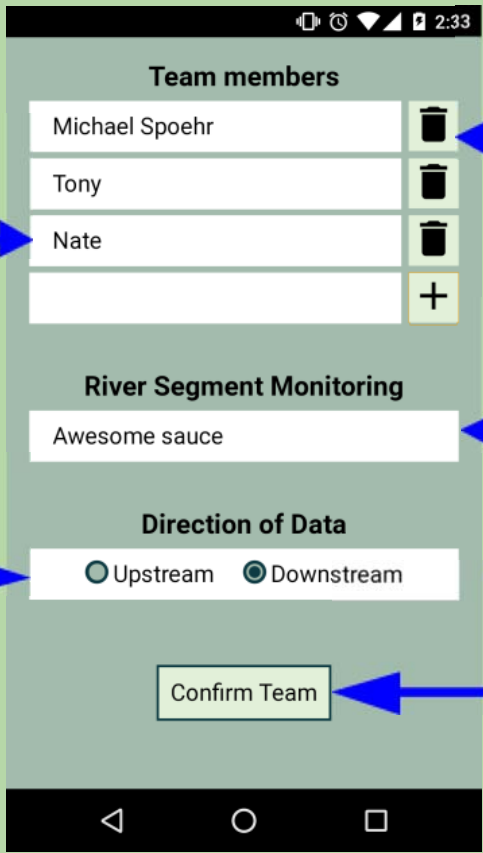 2:33
Team members
Michael Spoehr
Tony
Nate
River Segment Monitoring
Awesome sauce
Direction of Data
Upstream Downstream
Confirm Team